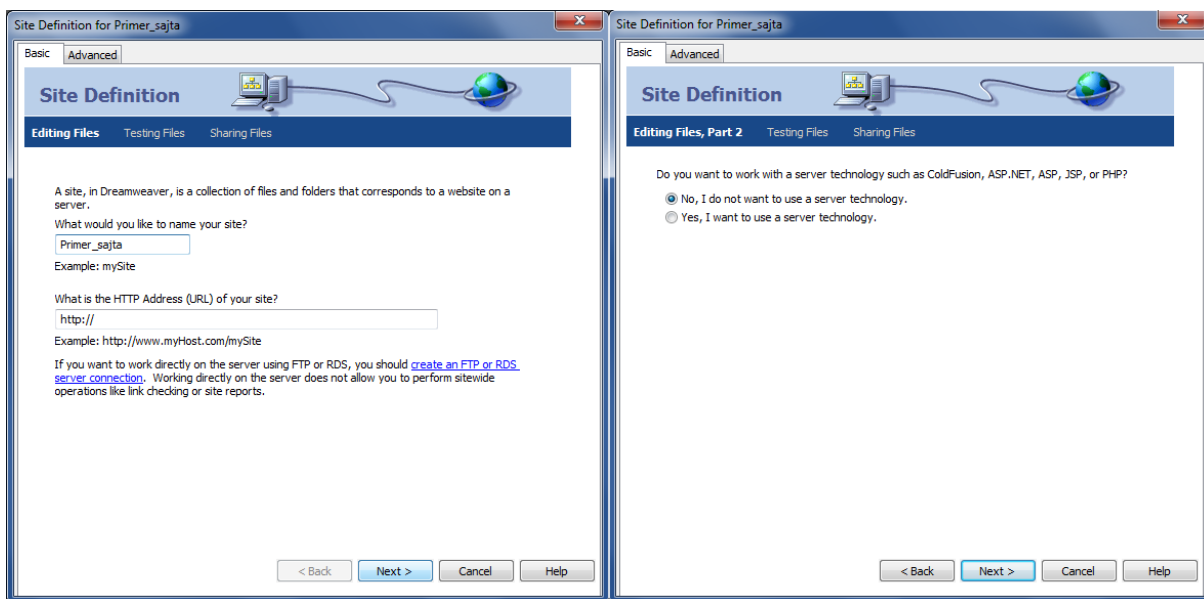 Site Definition for Primer_sajta
Basic Advanced
Site Definition
Editing Files Testing Files Sharing Files
A site, in Dreamweaver, is a collection of files and folders that corresponds to a website on a
server.
What would you like to name your site?
Primer_sajta
Example: mySite
What is the HTTP Address (URL) of your site?
http://
Example: http://www.myHost.com/mySite
If you want to work directly on the server using FTP or RDS, you should create an FTP or RDS
server connection. Working directly on the server does not allow you to perform sitewide
operations like link checking or site reports.
< Back Next > Cancel Help
Site Definition for Primer_sajta
Basic Advanced
Site Definition
Editing Files, Part 2 Testing Files Sharing Files
Do you want to work with a server technology such as ColdFusion, ASP.NET, ASP, JSP, or PHP?
No, I do not want to use a server technology.
Yes, I want to use a server technology.
< Back Next > Cancel Help